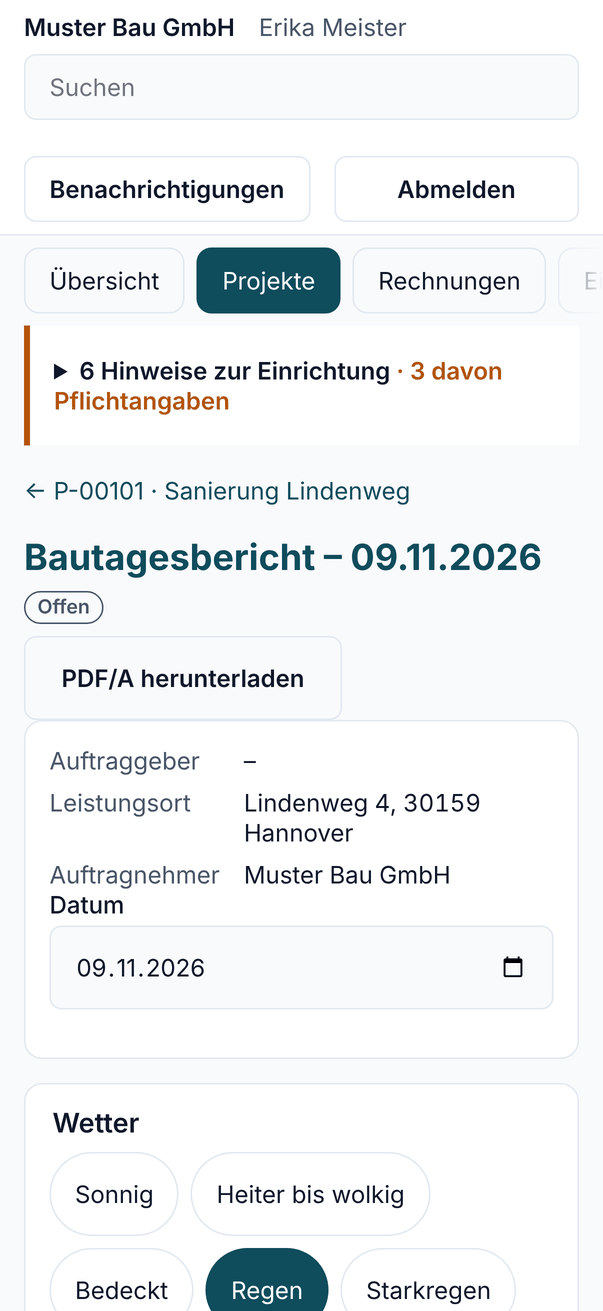 Muster Bau GmbH Erika Meister
Suchen
Benachrichtigungen Abmelden
Übersicht Projekte Rechnungen
▶ 6 Hinweise zur Einrichtung · 3 davon
Pflichtangaben
← P-00101 · Sanierung Lindenweg
Bautagesbericht – 09.11.2026
Offen
PDF/A herunterladen
Auftraggeber –
Leistungsort Lindenweg 4, 30159
Hannover
Auftragnehmer Muster Bau GmbH
Datum
09.11.2026
Wetter
Sonnig Heiter bis wolkig
Bedeckt Regen Starkregen